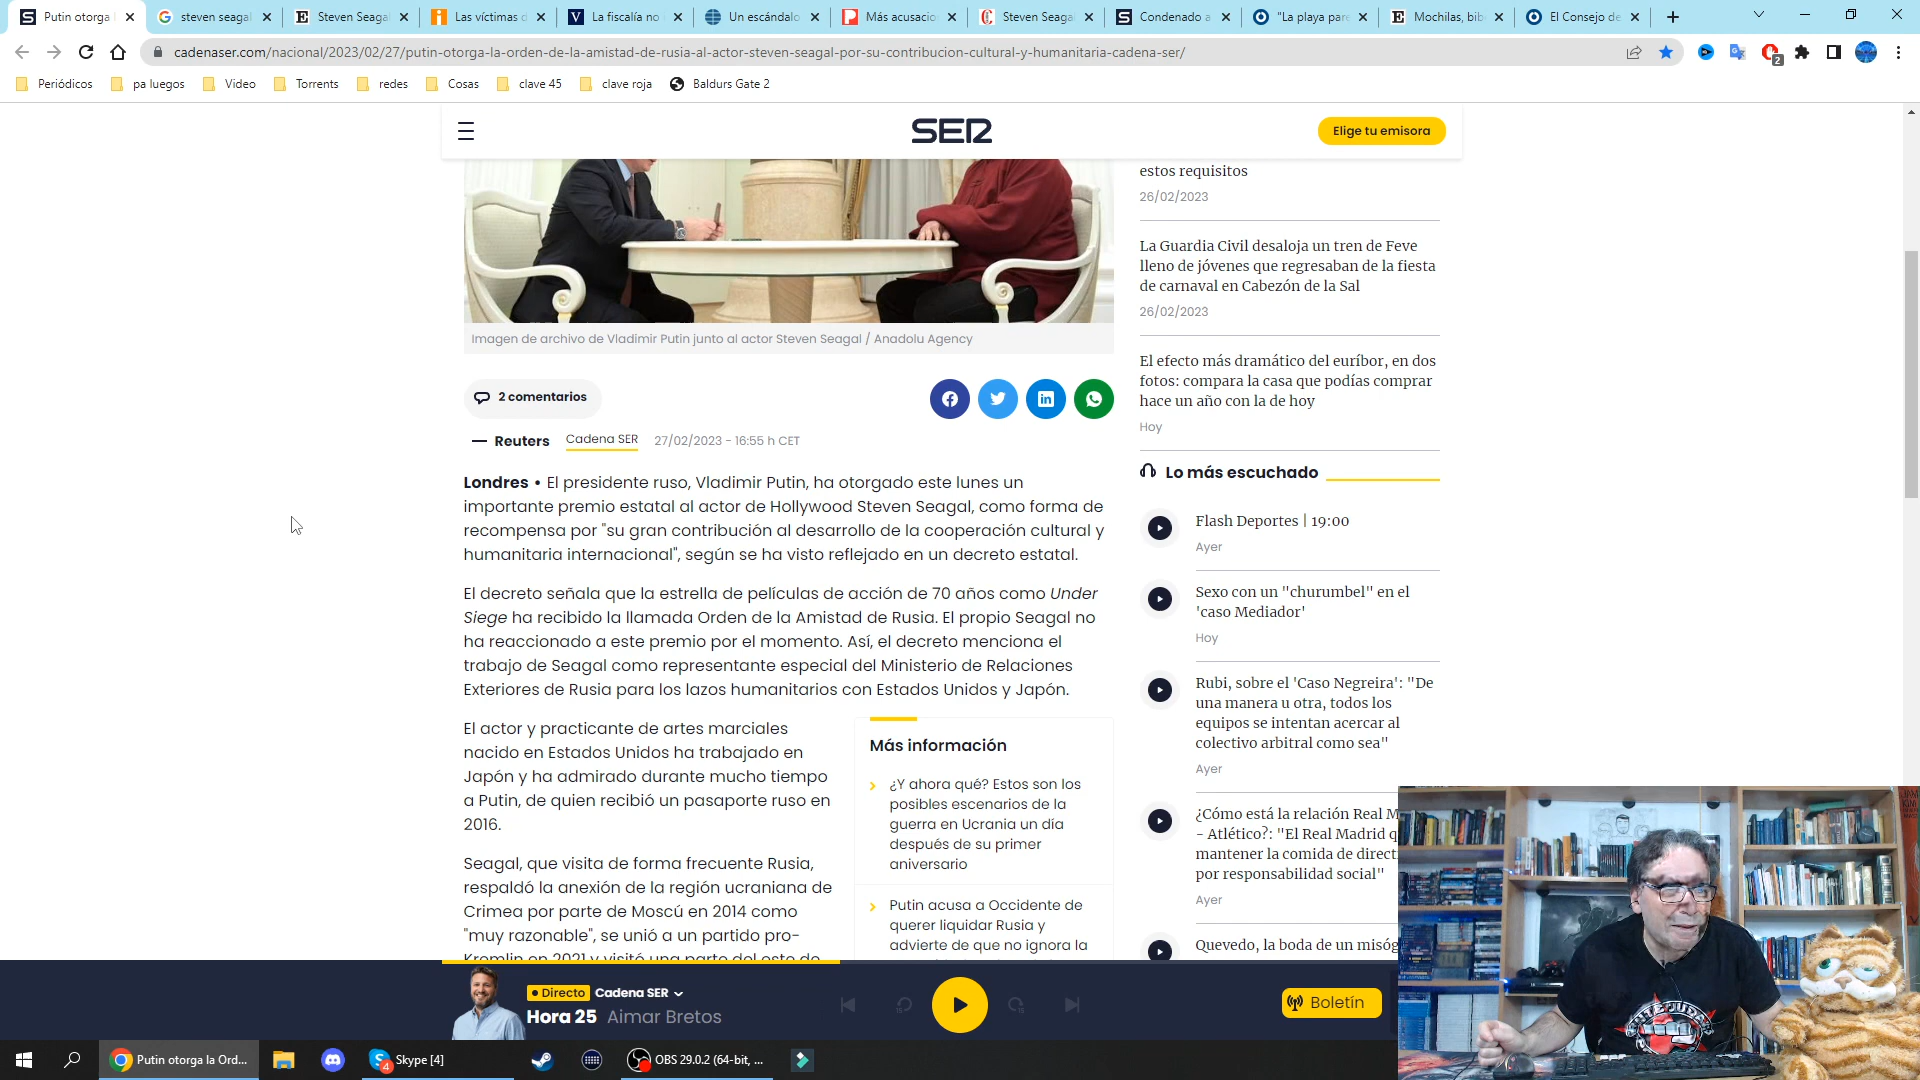 Putin otorga
steven seagal
Steven Seaga
Las víctimas d
La fiscalía no
Un escándalo
Más acusacio
Steven Seaga
Condenado a
"La playa pare
Mochilas, bib
El Consejo de
cadenaser.com/nacional/2023/02/27/putin-otorga-la-orden-de-la-amistad-de-rusia-al-actor-steven-seagal-por-su-contribucion-cultural-y-humanitaria-cadena-ser/
2
Periódicos
pa luegos
Video
Torrents
redes
Cosas
clave 45
clave roja
Baldurs Gate 2
SER
Elige tu emisora
Imagen de archivo de Vladimir Putin junto al actor Steven Seagal / Anadolu Agency
2 comentarios
— Reuters Cadena SER 27/02/2023 - 16:55 h CET
Londres • El presidente ruso, Vladimir Putin, ha otorgado este lunes un
importante premio estatal al actor de Hollywood Steven Seagal, como forma de
recompensa por "su gran contribución al desarrollo de la cooperación cultural y
humanitaria internacional", según se ha visto reflejado en un decreto estatal.
El decreto señala que la estrella de películas de acción de 70 años como Under
Siege ha recibido la llamada Orden de la Amistad de Rusia. El propio Seagal no
ha reaccionado a este premio por el momento. Así, el decreto menciona el
trabajo de Seagal como representante especial del Ministerio de Relaciones
Exteriores de Rusia para los lazos humanitarios con Estados Unidos y Japón.
El actor y practicante de artes marciales
nacido en Estados Unidos ha trabajado en
Japón y ha admirado durante mucho tiempo
a Putin, de quien recibió un pasaporte ruso en
2016.
Seagal, que visita de forma frecuente Rusia,
respaldó la anexión de la región ucraniana de
Crimea por parte de Moscú en 2014 como
"muy razonable", se unió a un partido pro-
Kremlin en 2021 y visitó una parte del este de
Más información
¿Y ahora qué? Estos son los
posibles escenarios de la
guerra en Ucrania un día
después de su primer
aniversario
Putin acusa a Occidente de
querer liquidar Rusia y
advierte de que no ignora la
estos requisitos
26/02/2023
La Guardia Civil desaloja un tren de Feve
lleno de jóvenes que regresaban de la fiesta
de carnaval en Cabezón de la Sal
26/02/2023
El efecto más dramático del euríbor, en dos
fotos: compara la casa que podías comprar
hace un año con la de hoy
Hoy
Lo más escuchado
Flash Deportes | 19:00
Ayer
Sexo con un "churumbel" en el
'caso Mediador'
Hoy
Rubi, sobre el 'Caso Negreira': "De
una manera u otra, todos los
equipos se intentan acercar al
colectivo arbitral como sea"
Ayer
¿Cómo está la relación Real M
- Atlético?: "El Real Madrid q
mantener la comida de direct
por responsabilidad social"
Ayer
Quevedo, la boda de un misóg
• Directo Cadena SER
Hora 25 Aimar Bretos
15
15
Boletín
Putin otorga la Ord...
4
Skype [4]
OBS 29.0.2 (64-bit, ...